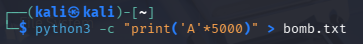 ┌──(kali㉿kali)-[~]
└─$ python3 -c "print('A'*5000)" > bomb.txt